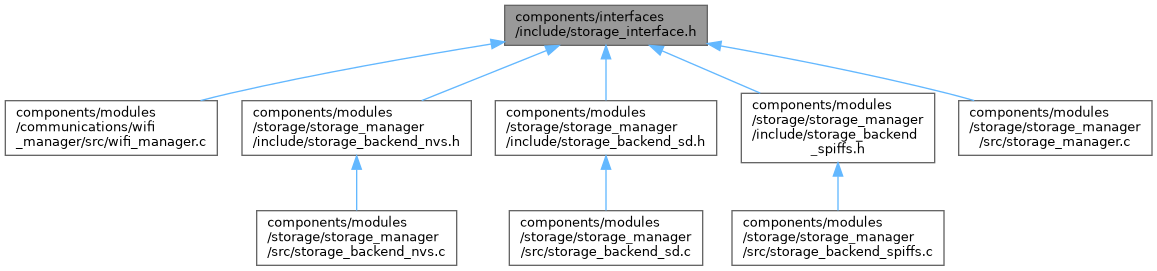 components/interfaces
/include/storage_interface.h
components/modules
/communications/wifi
_manager/src/wifi_manager.c
components/modules
/storage/storage_manager
/include/storage_backend_nvs.h
components/modules
/storage/storage_manager
/include/storage_backend_sd.h
components/modules
/storage/storage_manager
/include/storage_backend
_spiffs.h
components/modules
/storage/storage_manager
/src/storage_manager.c
components/modules
/storage/storage_manager
/src/storage_backend_nvs.c
components/modules
/storage/storage_manager
/src/storage_backend_sd.c
components/modules
/storage/storage_manager
/src/storage_backend_spiffs.c